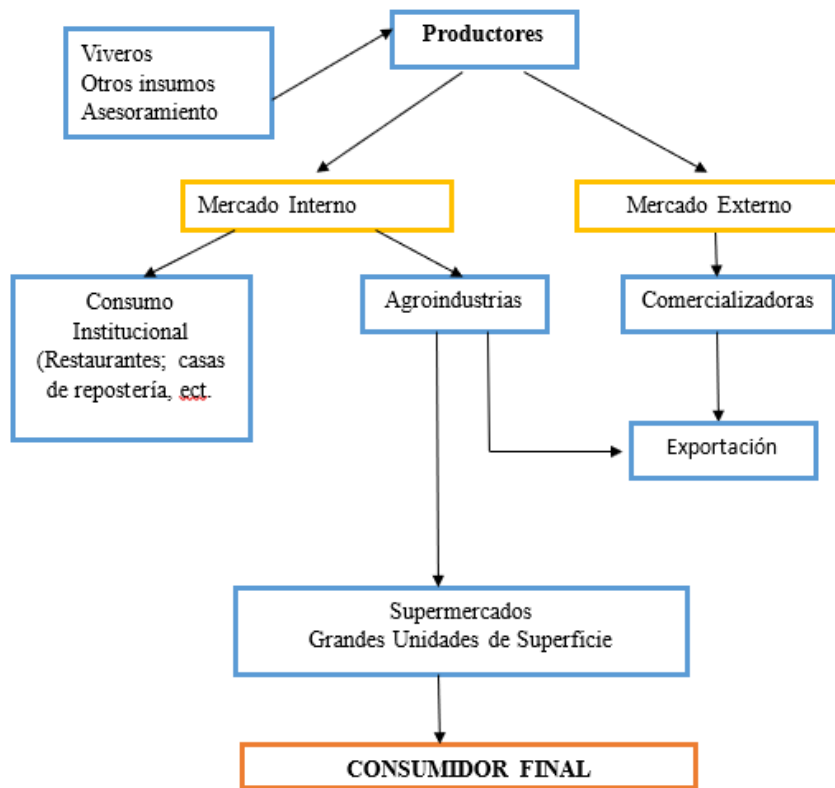 Productores
Viveros
Otros insumos
Asesoramiento
Mercado Interno
Mercado Externo
Consumo
Institucional
(Restaurantes; casas
de repostería, ect.
Agroindustrias
Comercializadoras
Exportación
Supermercados
Grandes Unidades de Superficie
CONSUMIDOR FINAL